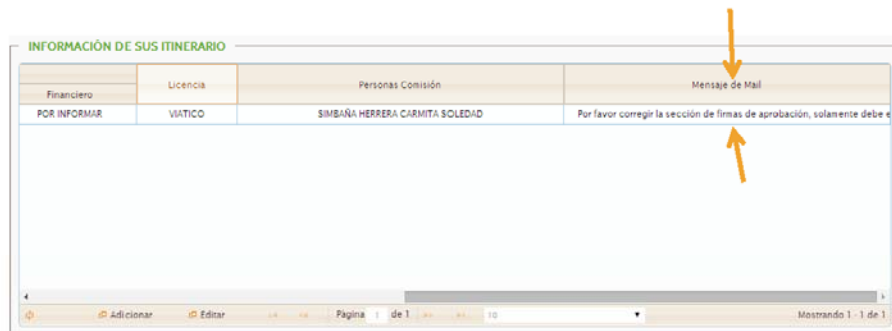 INFORMACIÓN DE SUS ITINERARIO
Financiero
Licencia
Personas Comisión
Mensaje de Mail
POR INFORMAR
VIATICO
SIMBAÑA HERRERA CARMITA SOLEDAD
Por favor corregir la sección de firmas de aprobación, solamente debe e
Adicionar
Editar
Página 1 de 1
10
Mostrando 1 - 1 de 1